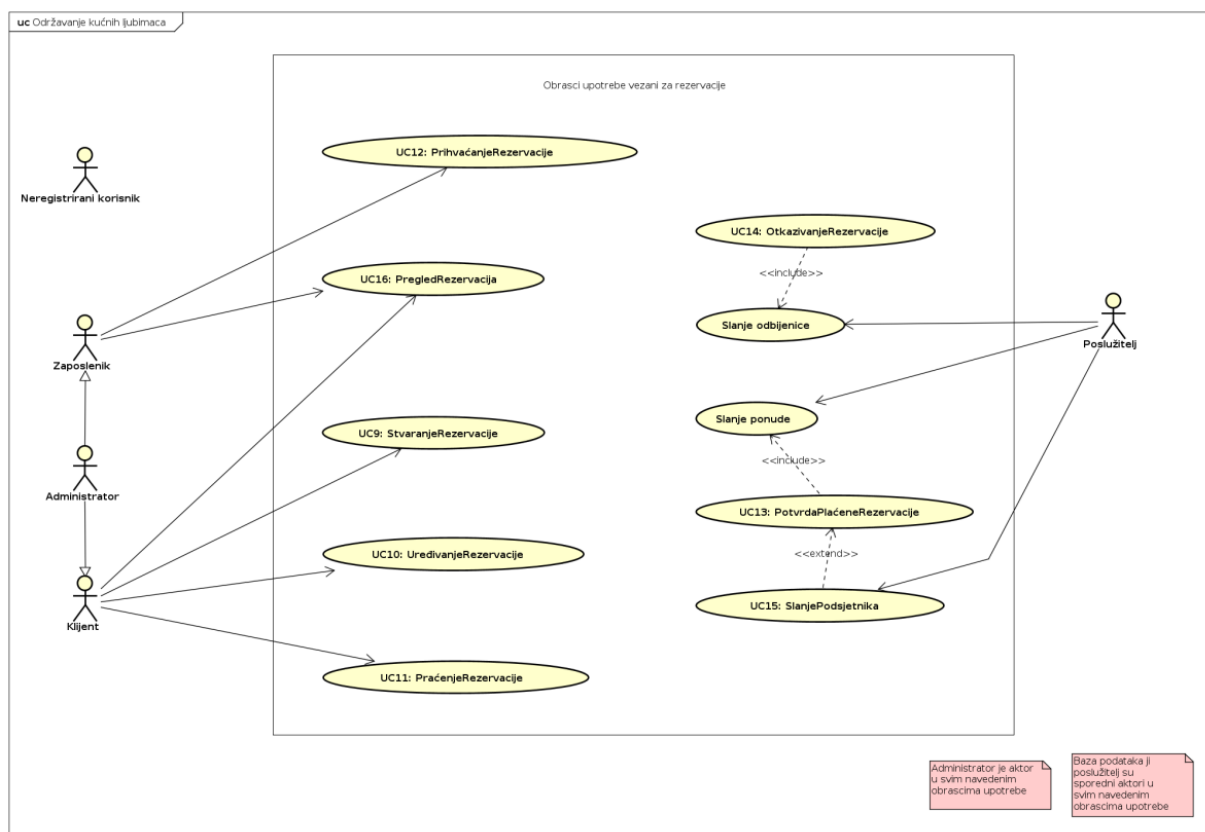 uc Održavanje kućnih ljubimaca
Obrasci upotrebe vezani za rezervacije
UC12: PrihvaćanjeRezervacije
Neregistrirani korisnik
UC14: OtkazivanjeRezervacije
<<include>>
UC16: PregledRezervacija
Slanje odbijenice
Poslužitelj
Zaposlenik
Slanje ponude
UC9: StvaranjeRezervacije
<<include>>
Administrator
UC13: PotvrdaPlaćeneRezervacije
<<extend>>
UC10: UređivanjeRezervacije
UC15: SlanjePodsjetnika
Klijent
UC11: PraćenjeRezervacije
Administrator je aktor
u svim navedenim
obrascima upotrebe
Baza podataka ji
poslužitelj su
sporedni aktori u
svim navedenim
obrascima upotrebe